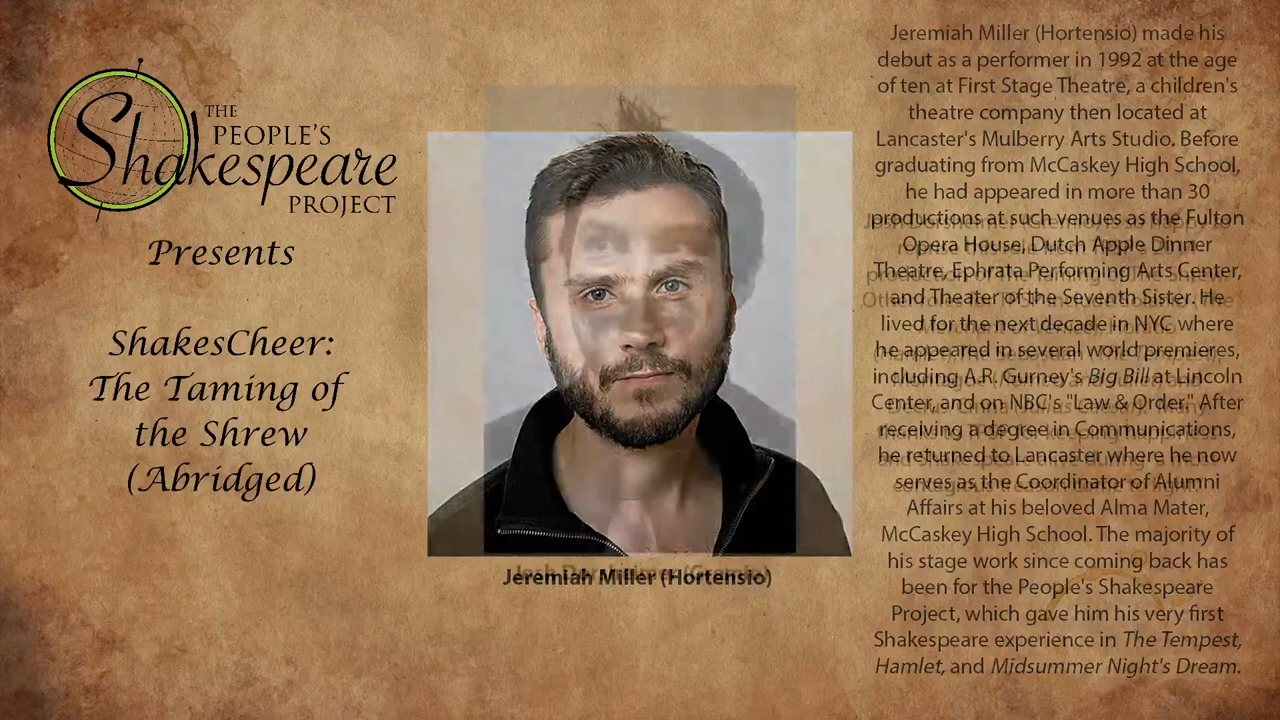 THE
PEOPLE'S
Shakespeare
PROJECT
Presents
ShakesCheer:
The Taming of
the Shrew
(Abridged)
Jeremiah Miller (Hortensio)
Jeremiah Miller (Hortensio) made his
debut as a performer in 1992 at the age
of ten at First Stage Theatre, a children's
theatre company then located at
Lancaster's Mulberry Arts Studio. Before
graduating from McCaskey High School,
he had appeared in more than 30
productions at such venues as the Fulton
Opera House, Dutch Apple Dinner
Theatre, Ephrata Performing Arts Center,
and Theater of the Seventh Sister. He
lived for the next decade in NYC where
he appeared in several world premieres,
including A.R. Gurney's Big Bill at Lincoln
Center, and on NBC's "Law & Order." After
receiving a degree in Communications,
he returned to Lancaster where he now
serves as the Coordinator of Alumni
Affairs at his beloved Alma Mater,
McCaskey High School. The majority of
his stage work since coming back has
been for the People's Shakespeare
Project, which gave him his very first
Shakespeare experience in The Tempest,
Hamlet, and Midsummer Night's Dream.